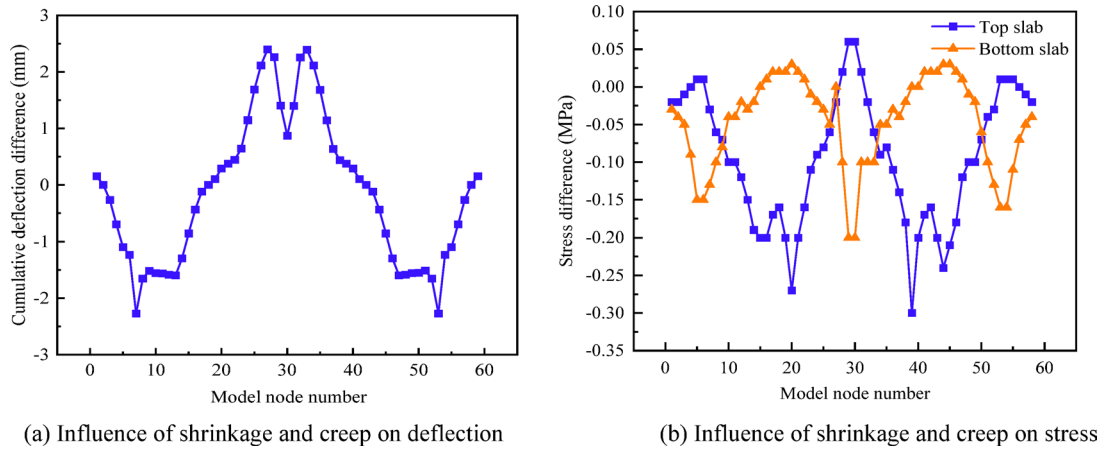 3
2
1
0
-1
-2
-3
Cumulative deflection difference (mm)
0 10 20 30 40 50 60
Model node number
(a) Influence of shrinkage and creep on deflection
0.10
0.05
0.00
-0.05
-0.10
-0.15
-0.20
-0.25
-0.30
-0.35
Stress difference (MPa)
Top slab
Bottom slab
0 10 20 30 40 50 60
Model node number
(b) Influence of shrinkage and creep on stress